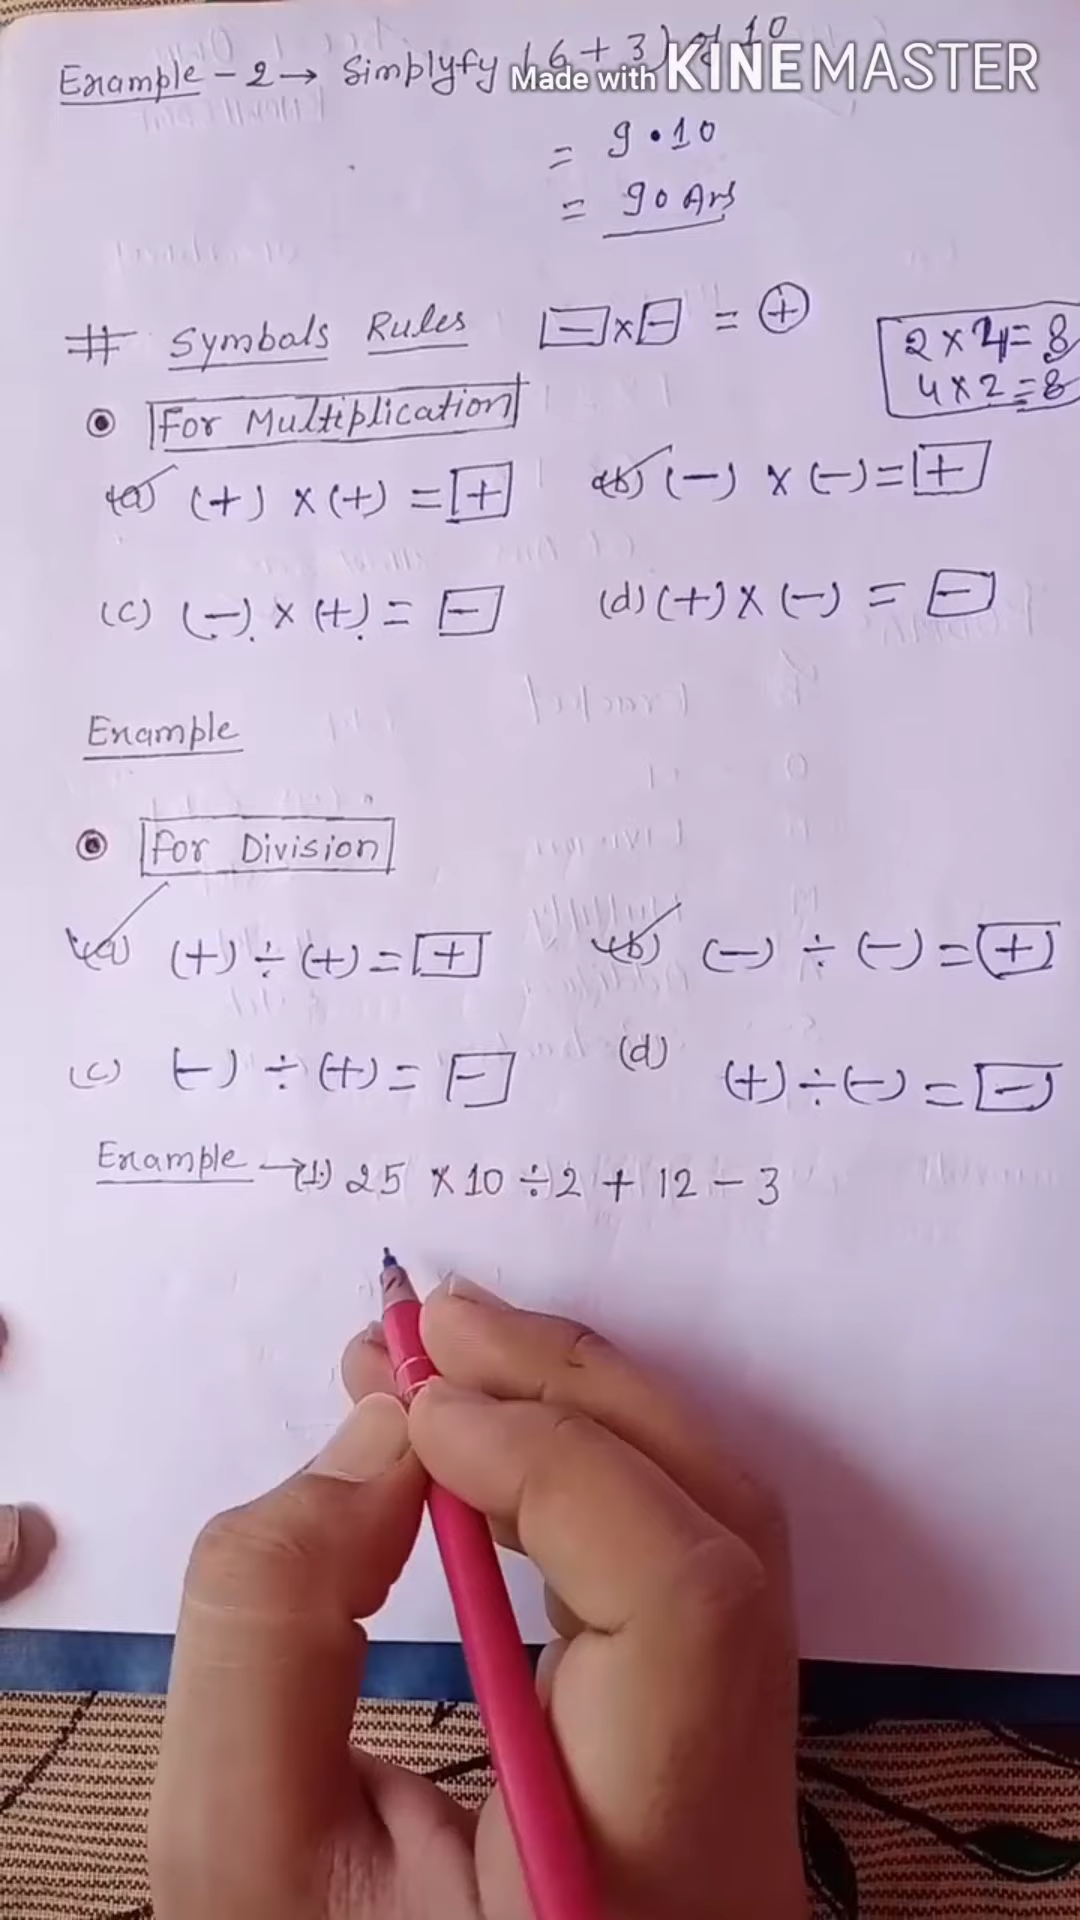 Example - 2 → Simplyfy (6 + 3) of 10
Made with KINEMASTER
= 9 • 10
= 90 Ans
# Symbals Rules [-] x [-] = (+)
2 x 4 = 8
4 x 2 = 8
For Multiplication
(a) (+) x (+) = [+] (b) (-) x (-) = [+]
(c) (-) x (+) = [-] (d) (+) x (-) = [-]
Example
For Division
(a) (+) ÷ (+) = [+] (b) (-) ÷ (-) = [+]
(c) (-) ÷ (+) = [-] (d) (+) ÷ (-) = [-]
Example → (1.) 25 x 10 ÷ 2 + 12 - 3